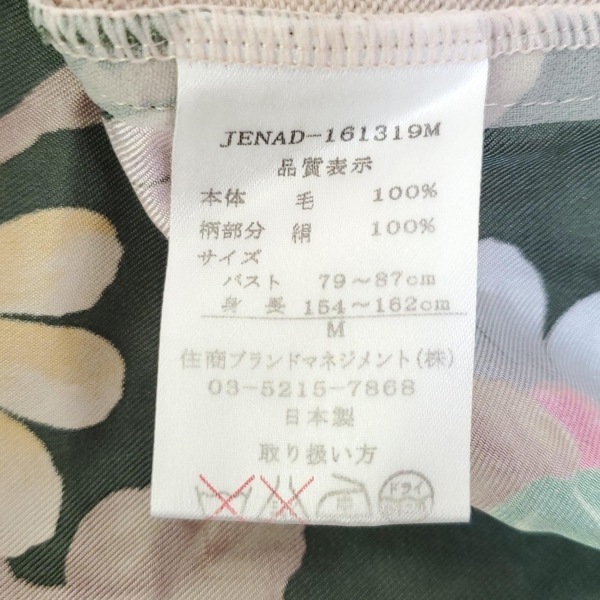 JENAD-161319M
品質表示
本体 毛 100%
柄部分 絹 100%
サイズ
バスト 79～87cm
身長 154～162cm
M
住商ブランドマネジメント(株)
03-5215-7868
日本製
取り扱い方
ドライ